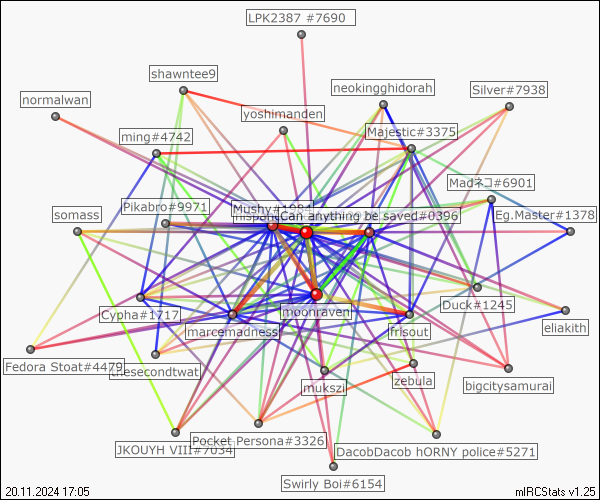 LPK2387 #7690
shawntee9
neokingghidorah
Silver#7938
normalwan
yoshimanden
ming#4742
Majestic#3375
Madネコ#6901
Pikabro#9971
Mushy#1984
somass
Can anything be saved#0396
Eg.Master#1378
Cypha#1717
moonraven
Duck#1245
marcemadness
frisout
eliakith
Fedora Stoat#4479
thesecondtwat
mukszi
zebula
bigcitysamurai
JKOUYH VIII#7034
Pocket Persona#3326
DacobDacob hORNY police#5271
Swirly Boi#6154
20.11.2024 17:05
mIRCStats v1.25